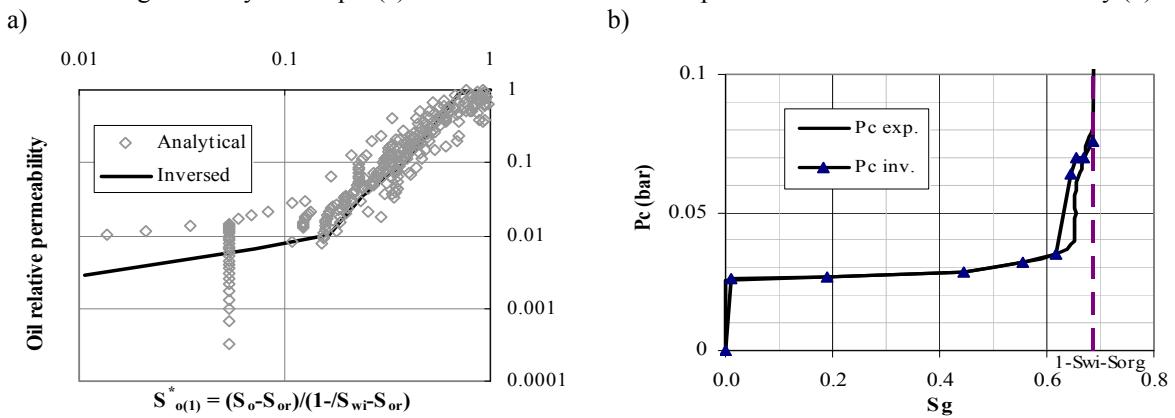 a)
b)
0.01 0.1 1
1
0.1
0.01
0.001
0.0001
Oil relative permeability
Analytical
Inversed
S*o(1) = (So-Sor)/(1-/Swi-Sor)
0.1
0.05
0
Pc (bar)
Pc exp.
Pc inv.
1-Swi-Sorg
0.0 0.2 0.4 0.6 0.8
Sg